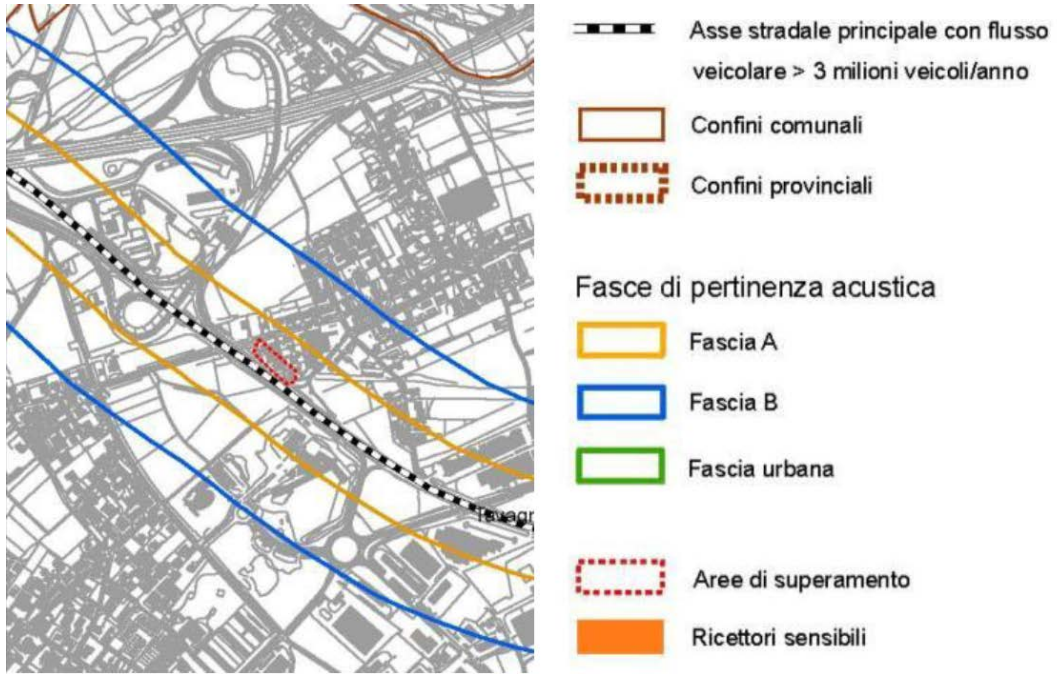 Asse stradale principale con flusso
veicolare > 3 milioni veicoli/anno
Confini comunali
Confini provinciali
Fasce di pertinenza acustica
Fascia A
Fascia B
Fascia urbana
Aree di superamento
Ricettori sensibili